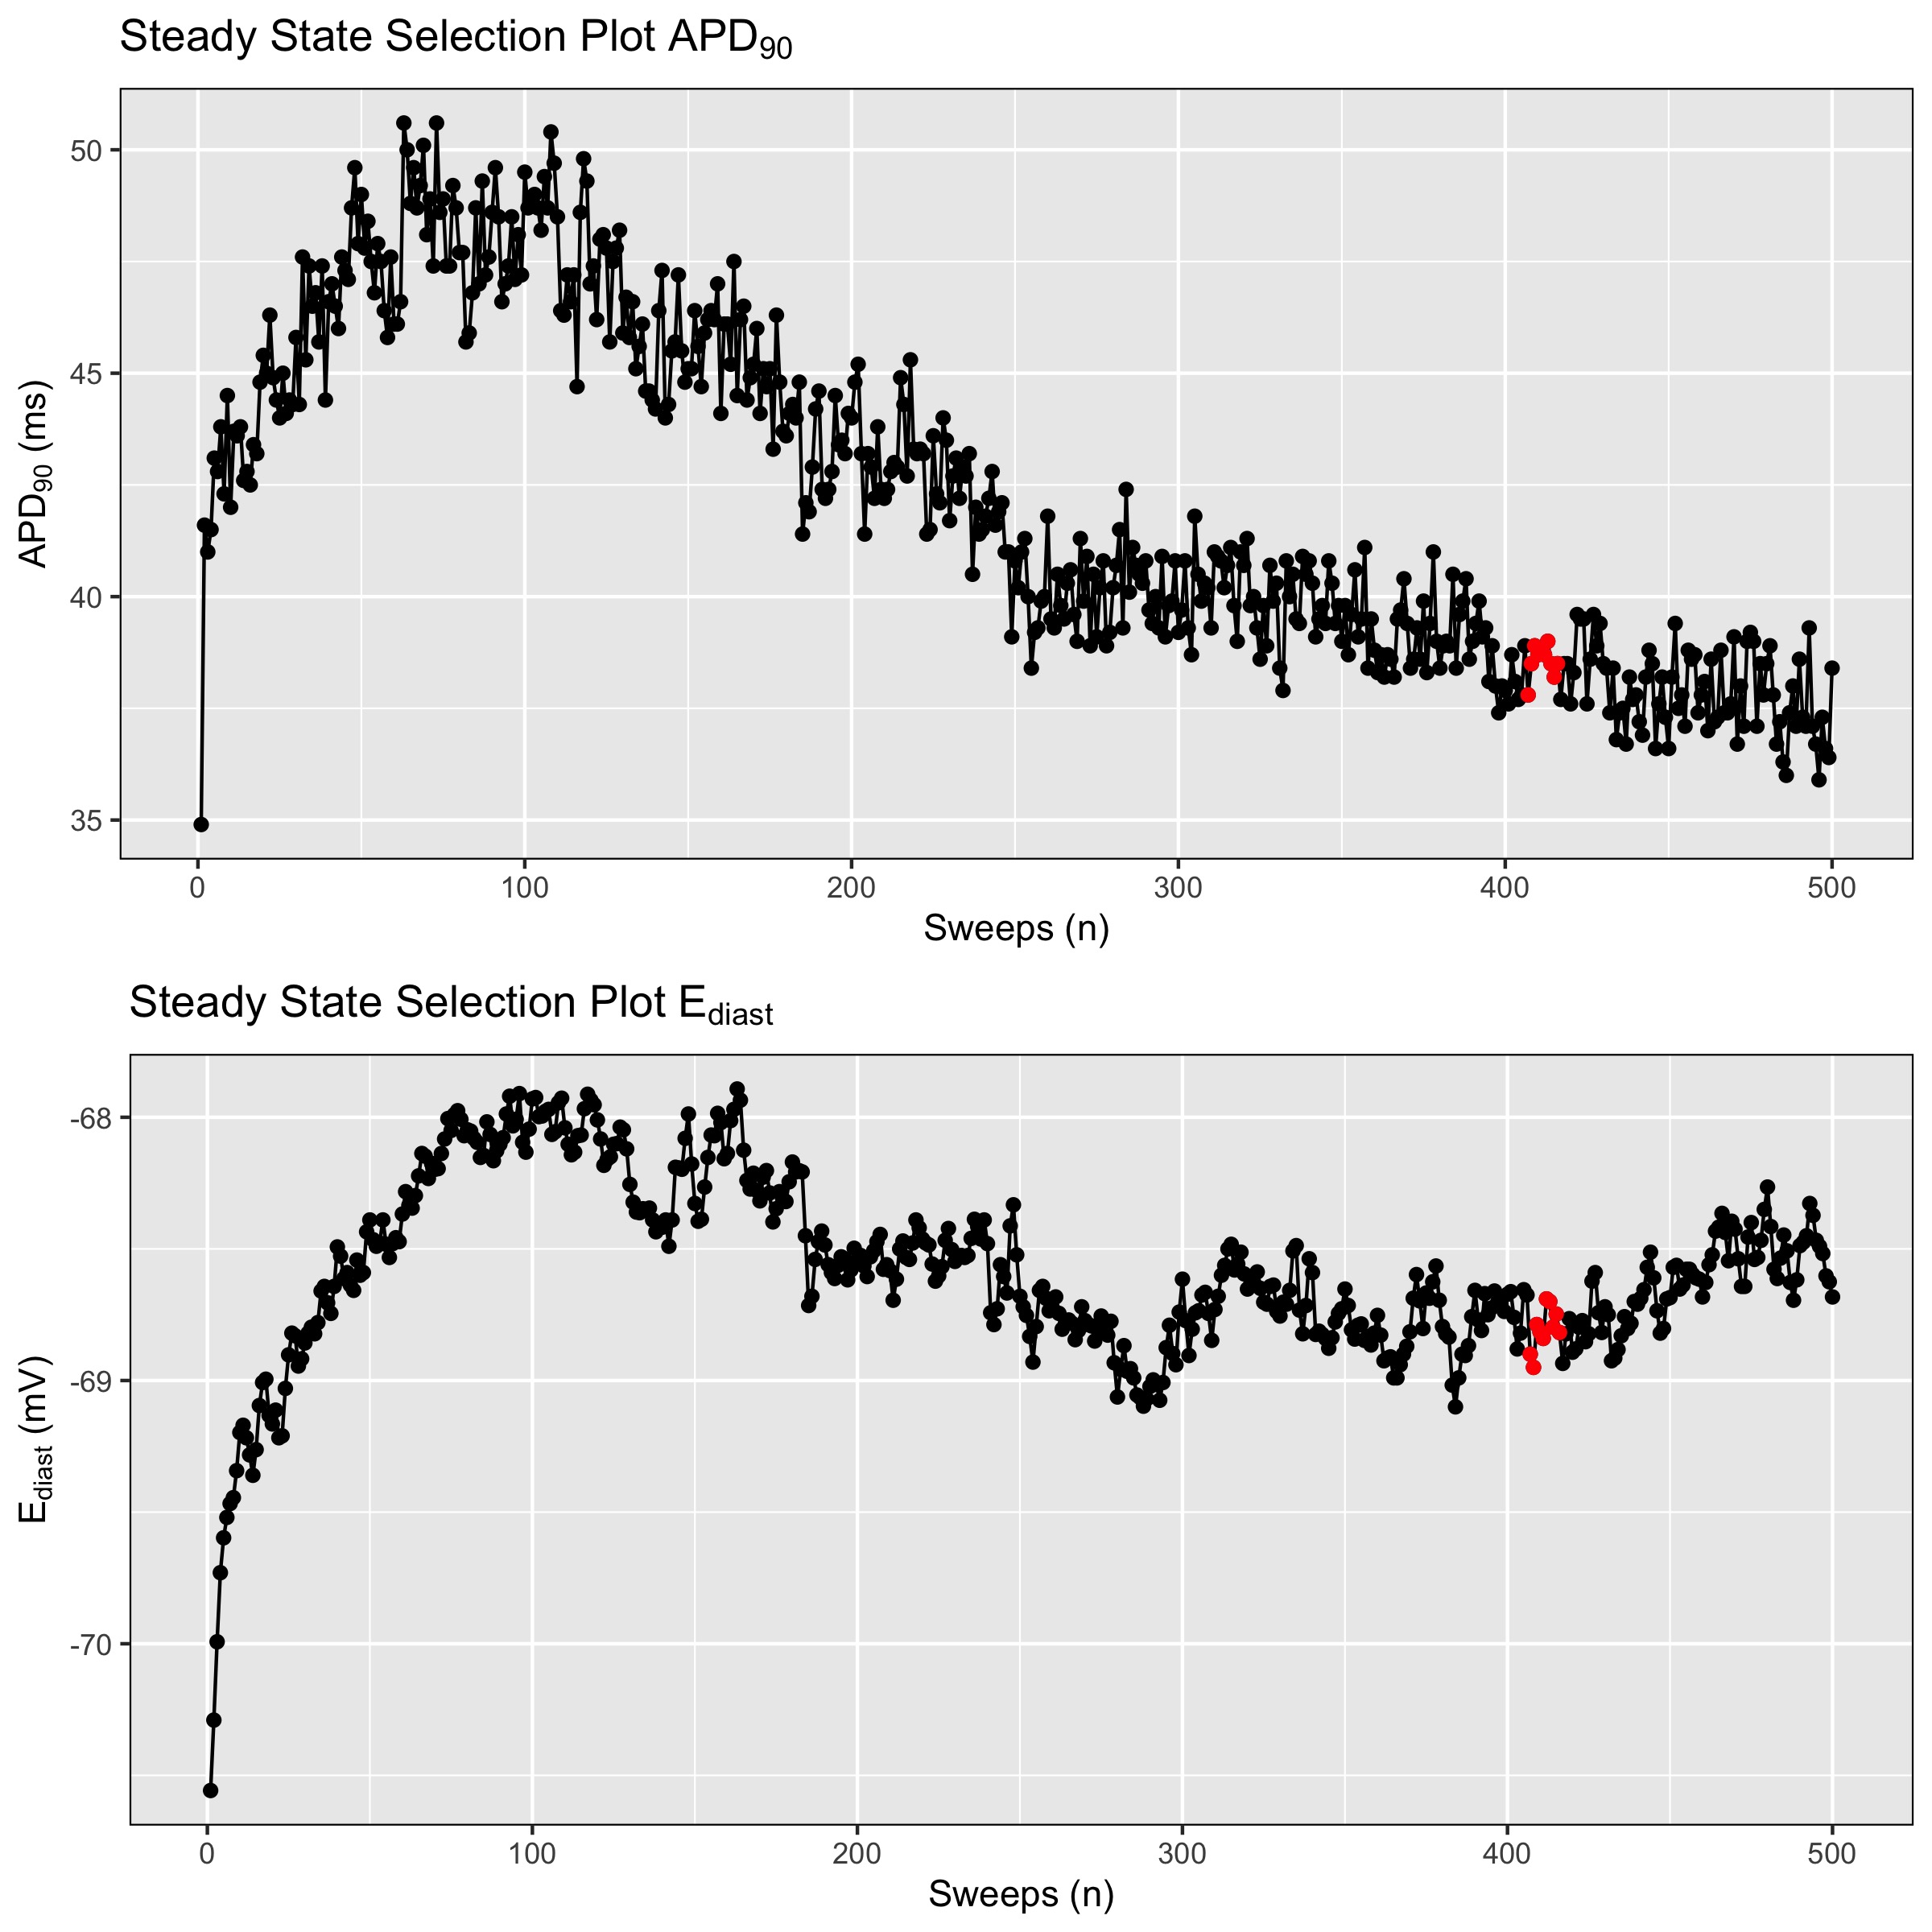 Steady State Selection Plot APD90
50
45
40
35
APD90 (ms)
0 100 200 300 400 500
Sweeps (n)
Steady State Selection Plot Ediast
-68
-69
-70
Ediast (mV)
0 100 200 300 400 500
Sweeps (n)